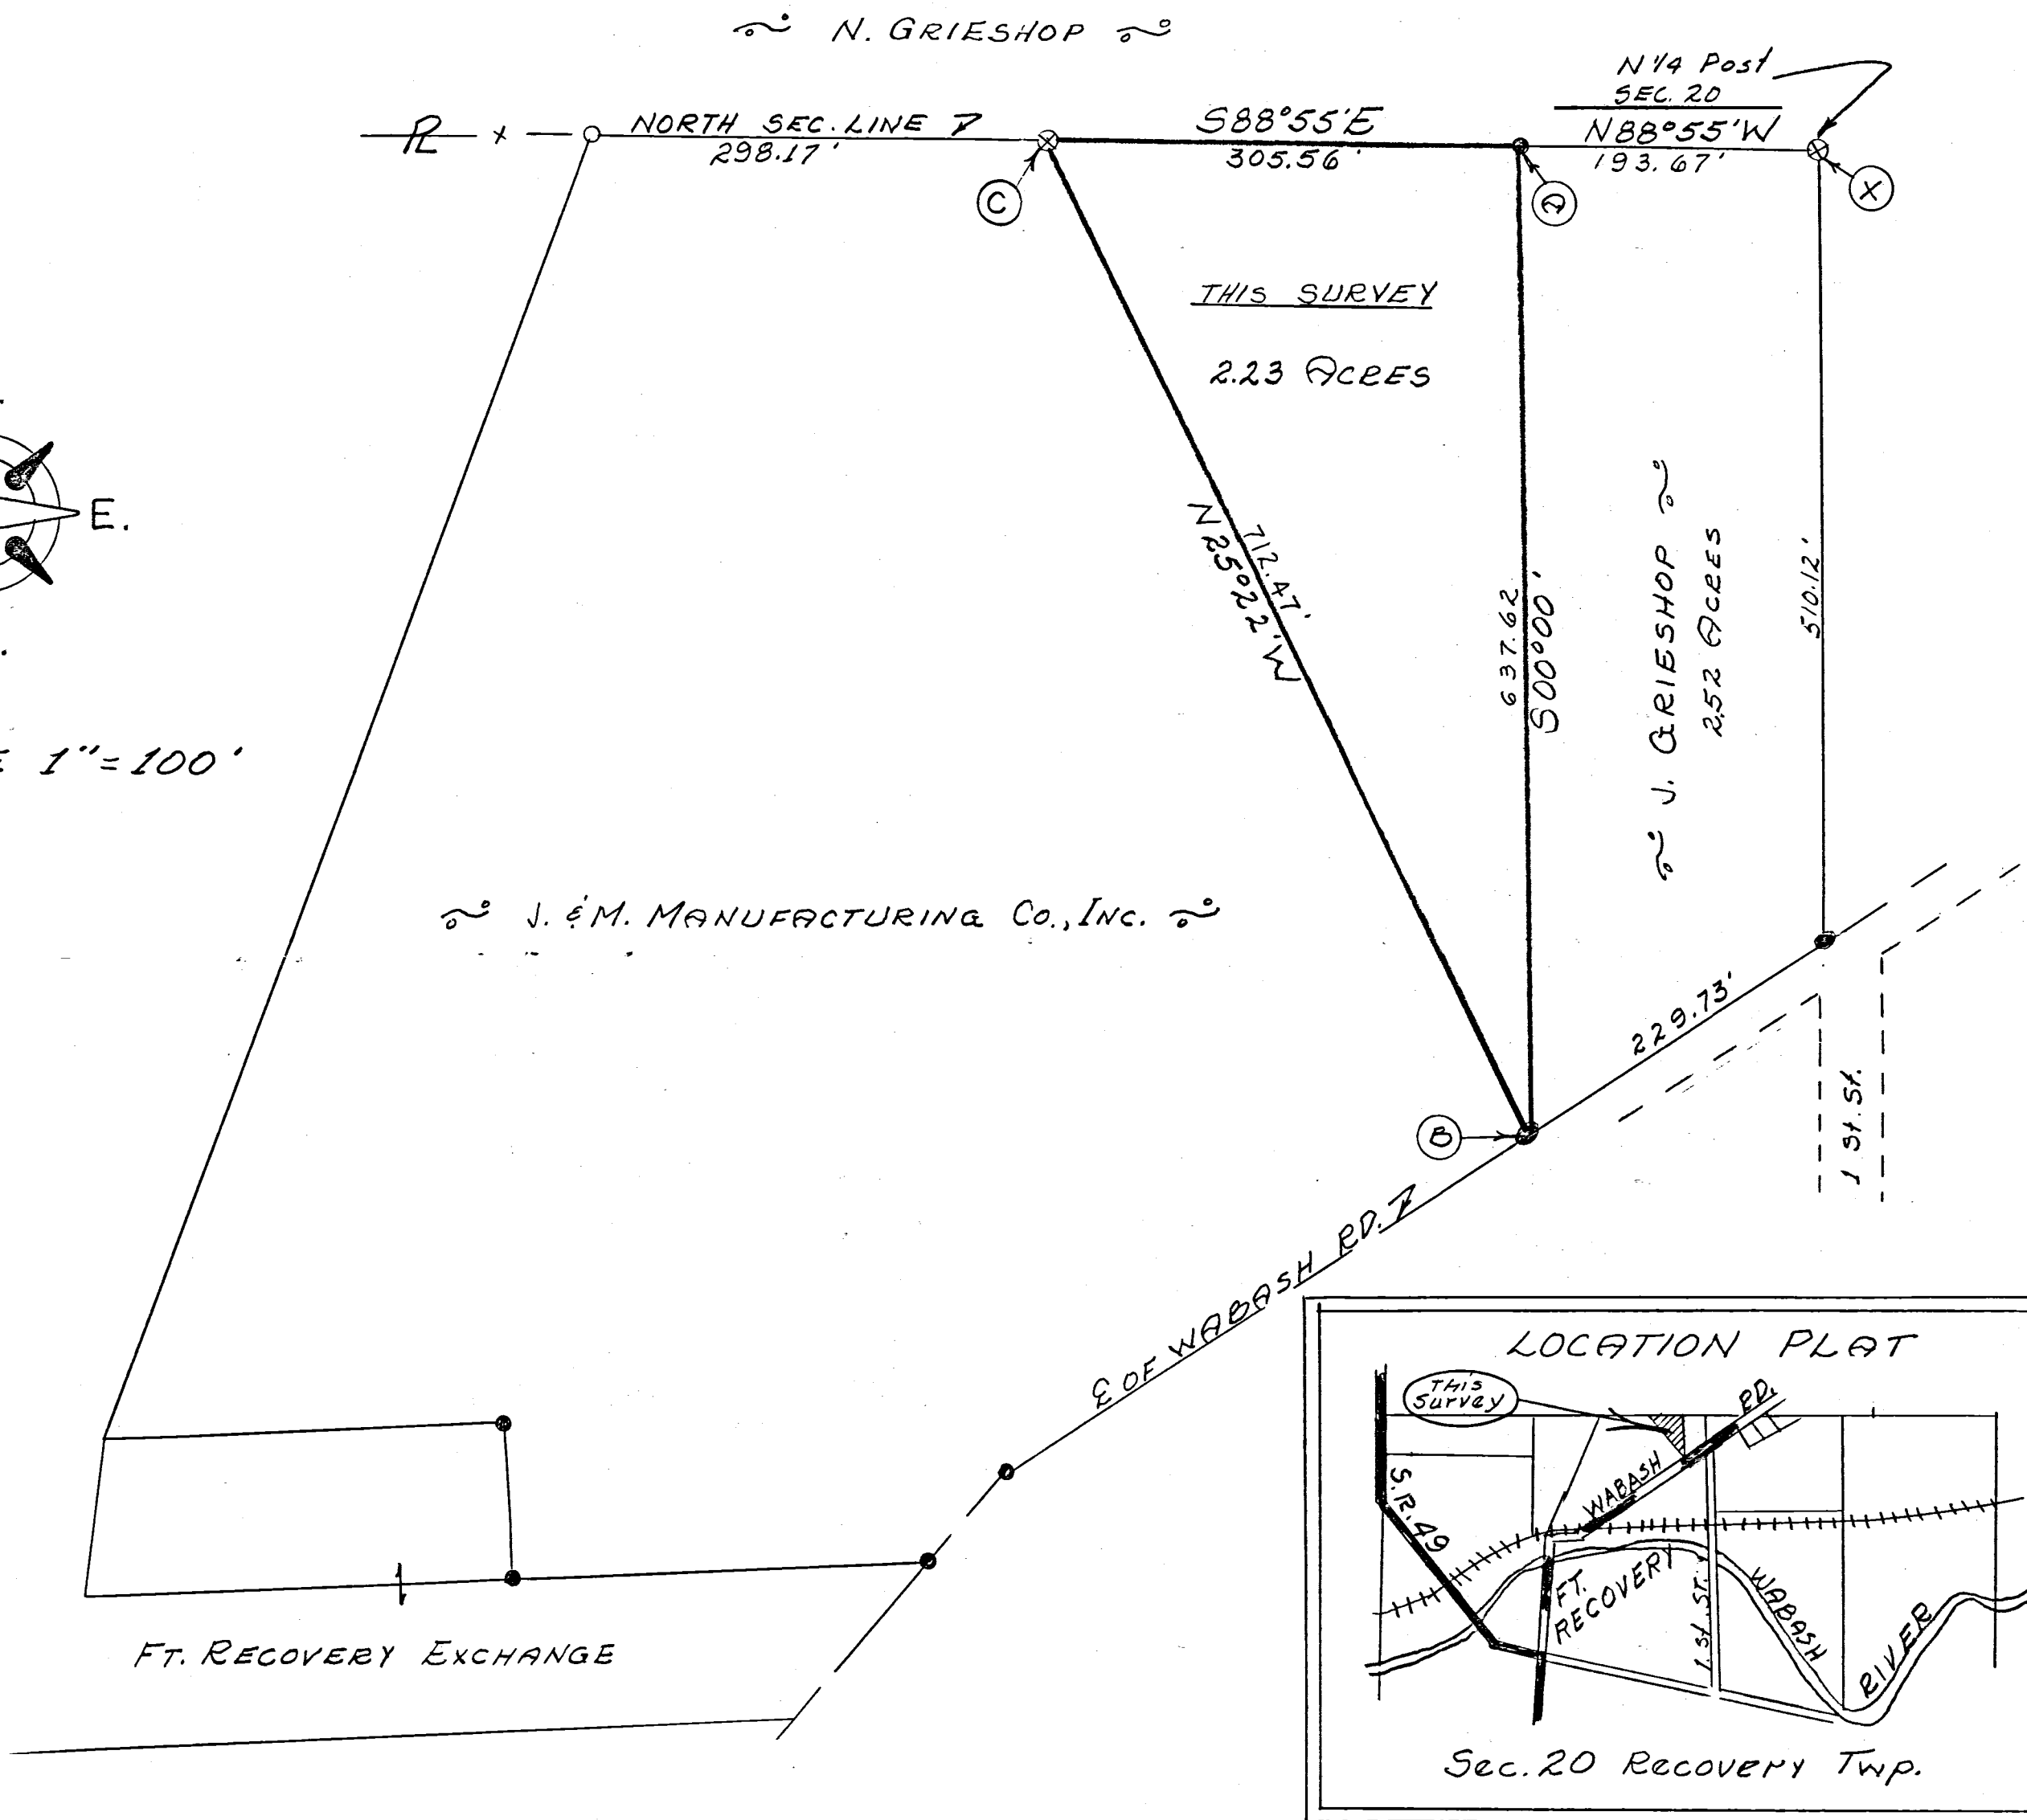 N. GRIESHOP
N 1/4 Post
SEC. 20
PL x
NORTH SEC. LINE
298.17'
S88°55'E
305.56'
N88°55'W
193.67'
C
D
X
THIS SURVEY
2.23 ACRES
E.
N25°22'W
712.47'
637.62
S00°00'
J. GRIESHOP
2.52 ACRES
510.12'
1"=100'
J. & M. MANUFACTURING CO., INC.
229.73'
1 St. St.
B
℄ OF WABASH RD.
FT. RECOVERY EXCHANGE
LOCATION PLAT
THIS
Survey
RD.
WABASH
S.R. 49
FT.
RECOVERY
1. St. ST.
WABASH
RIVER
Sec. 20 Recovery Twp.